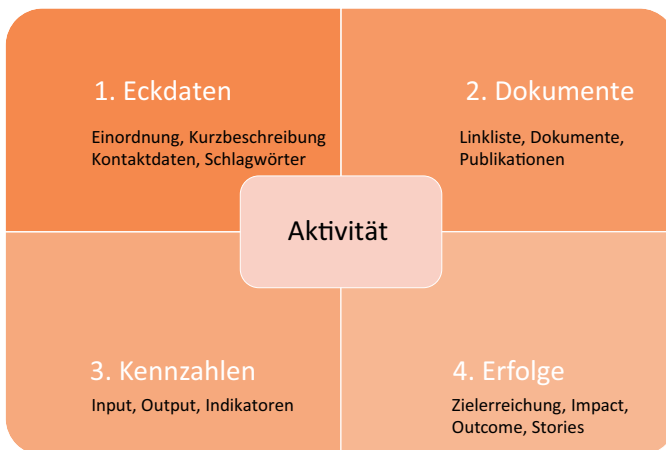 1. Eckdaten
Einordnung, Kurzbeschreibung
Kontaktdaten, Schlagwörter
2. Dokumente
Linkliste, Dokumente,
Publikationen
Aktivität
3. Kennzahlen
Input, Output, Indikatoren
4. Erfolge
Zielerreichung, Impact,
Outcome, Stories